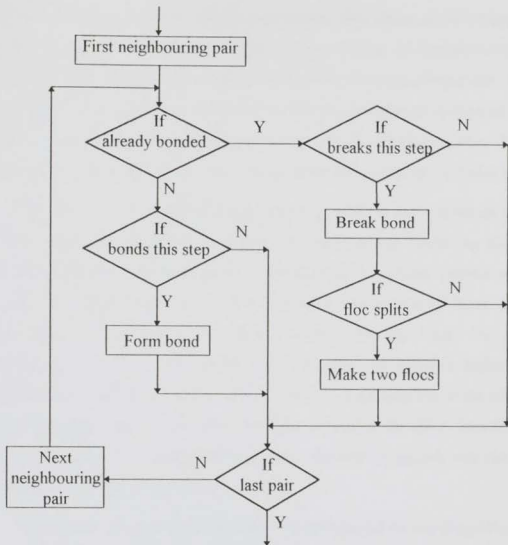 First neighbouring pair
If
already bonded
Y
N
If
breaks this step
N
Y
If
bonds this step
N
Y
Break bond
If
floc splits
N
Y
Form bond
Make two flocs
Next
neighbouring
pair
N
If
last pair
Y